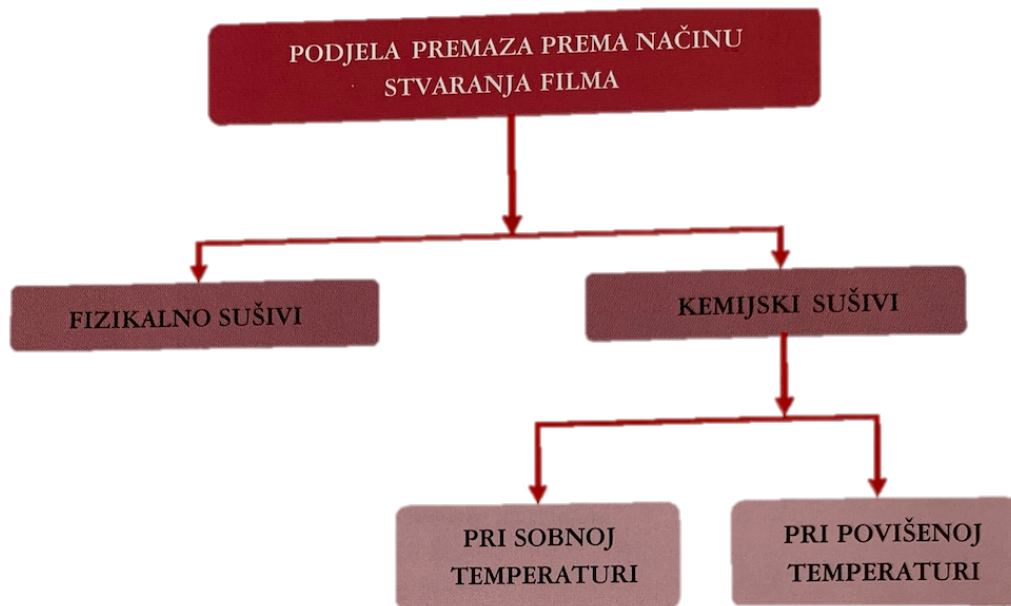 PODJELA PREMAZA PREMA NAČINU
STVARANJA FILMA
FIZIKALNO SUŠIVI
KEMIJSKI SUŠIVI
PRI SOBNOJ
TEMPERATURI
PRI POVIŠENOJ
TEMPERATURI